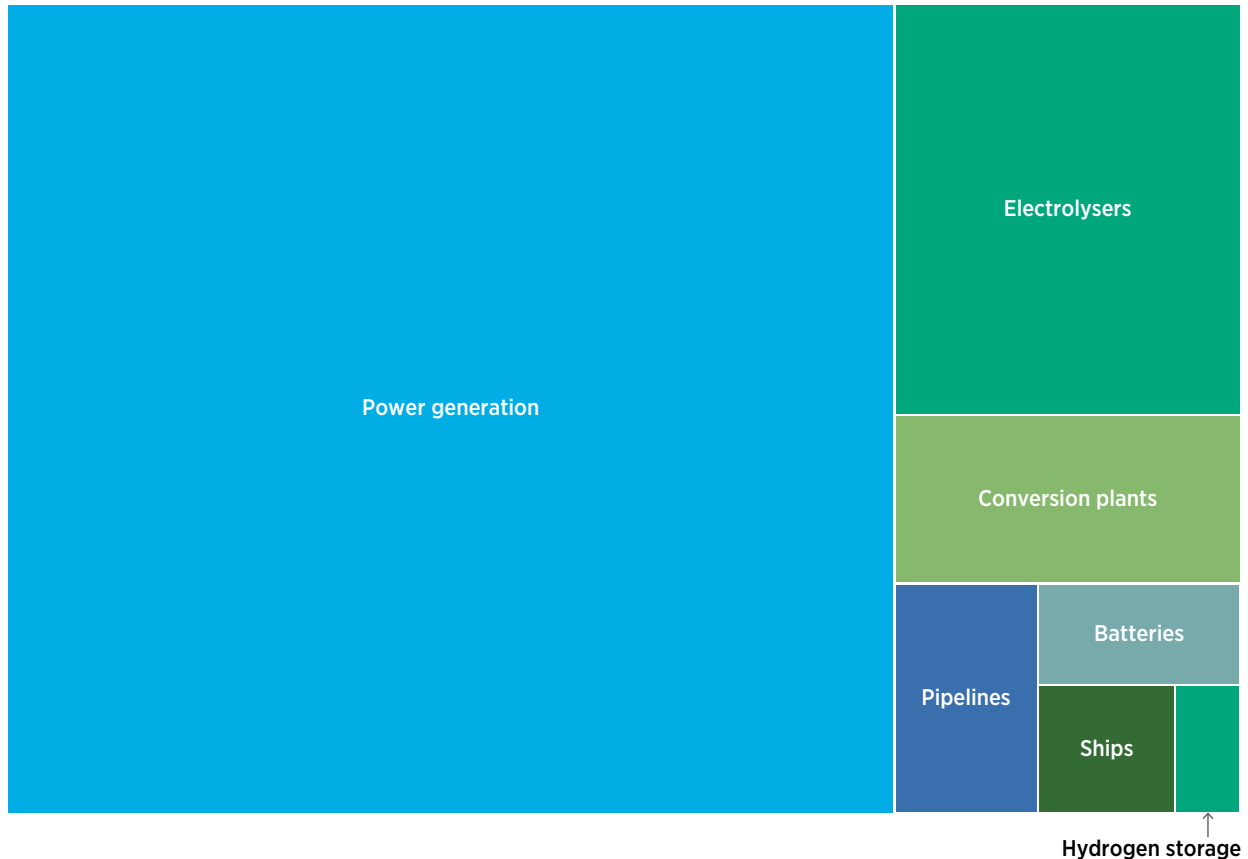 Power generation
Electrolysers
Conversion plants
Pipelines
Batteries
Ships
Hydrogen storage